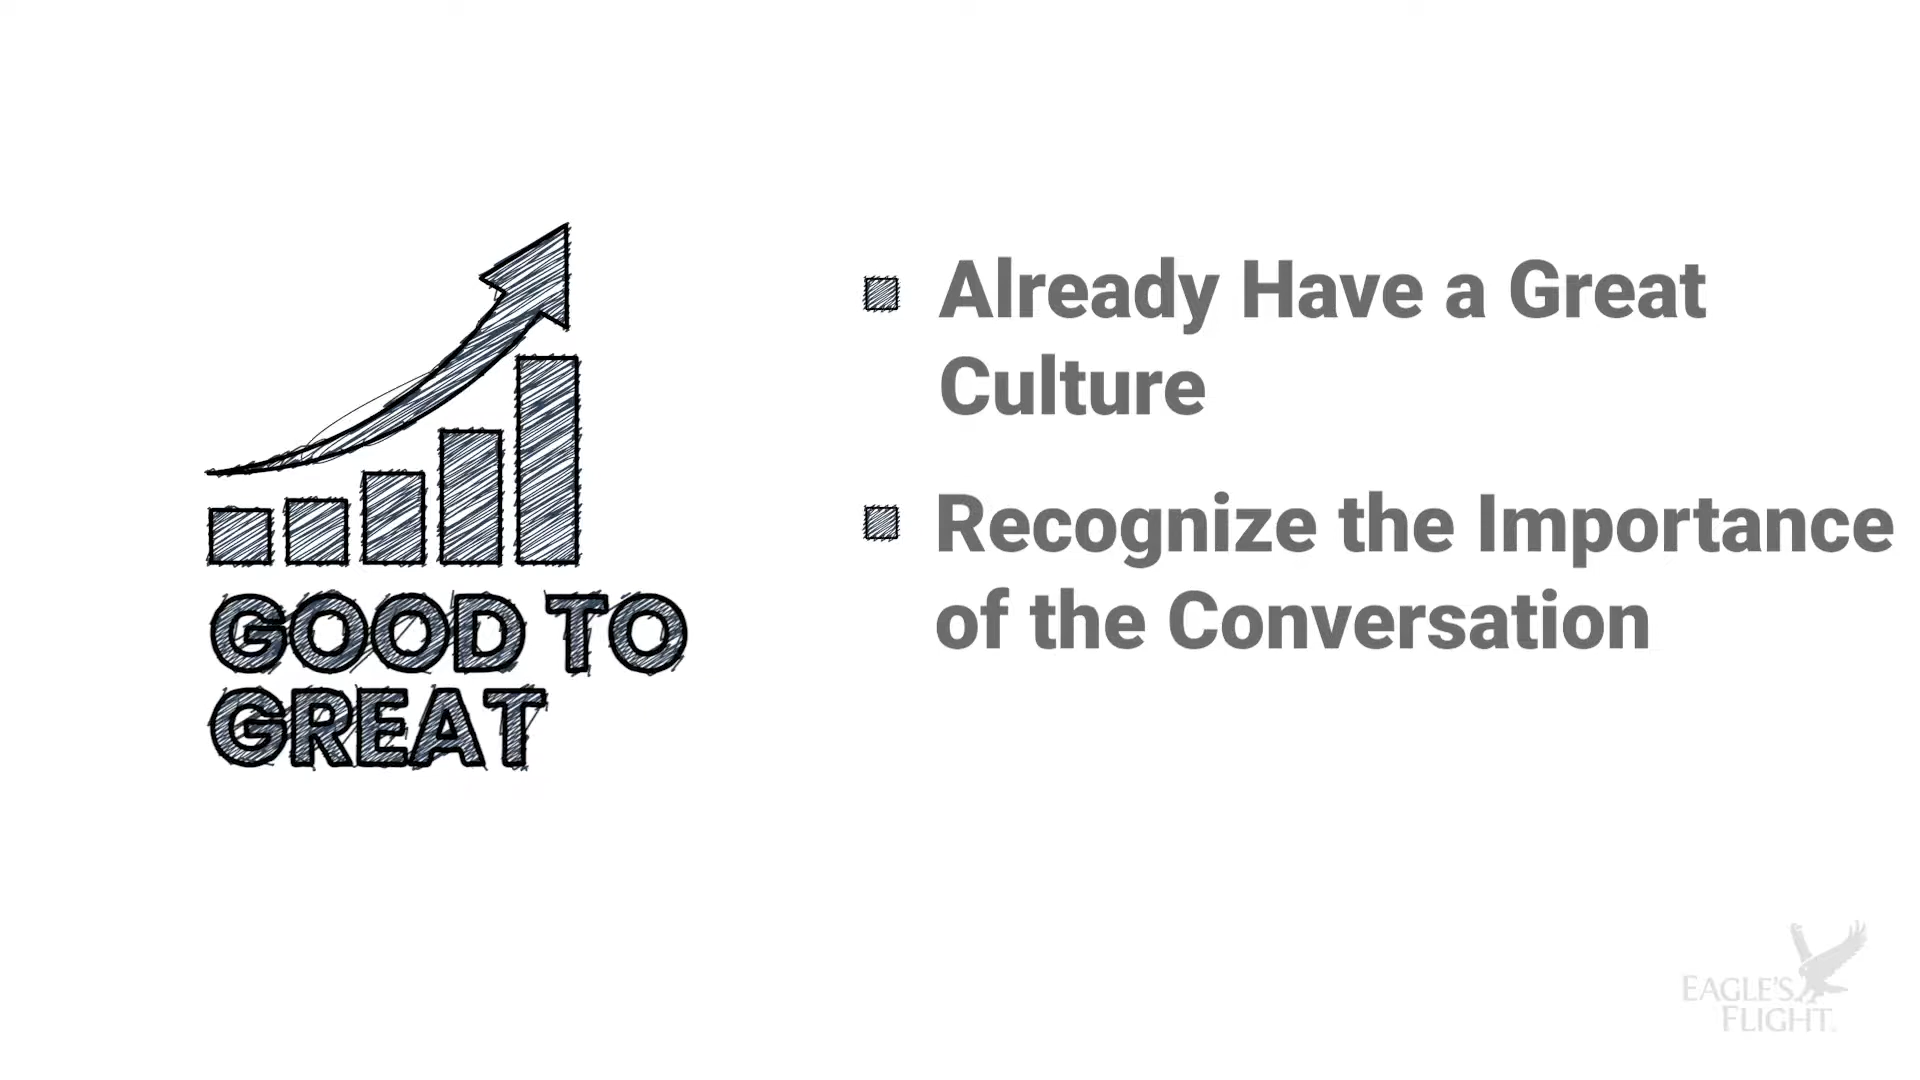 GOOD TO
GREAT
Already Have a Great
Culture
Recognize the Importance
of the Conversation
EAGLE'S
FLIGHT